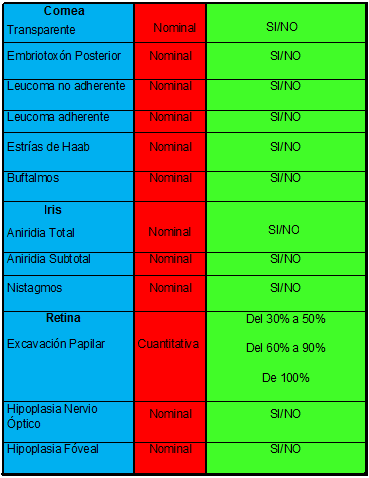 Cornea
Transparente Nominal SI/NO
Embriotoxón Posterior Nominal SI/NO
Leucoma no adherente Nominal SI/NO
Leucoma adherente Nominal SI/NO
Estrías de Haab Nominal SI/NO
Buftalmos Nominal SI/NO
Iris
Aniridia Total Nominal SI/NO
Aniridia Subtotal Nominal SI/NO
Nistagmos Nominal SI/NO
Retina Del 30% a 50%
Excavación Papilar Cuantitativa Del 60% a 90%
De 100%
Hipoplasia Nervio Nominal SI/NO
Óptico
Hipoplasia Fóveal Nominal SI/NO